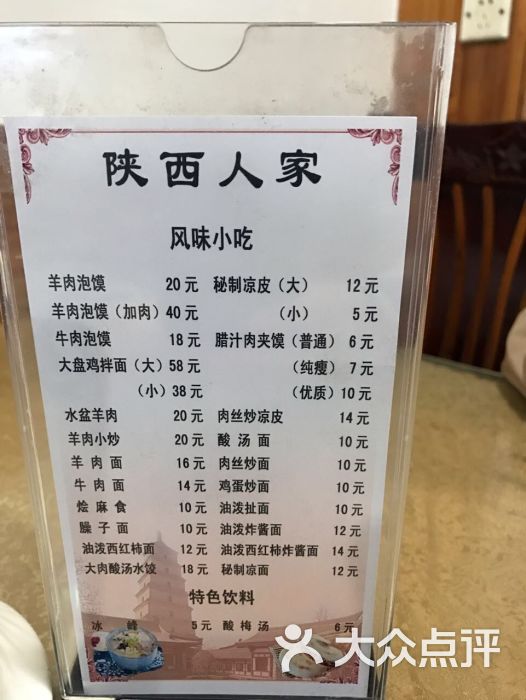 陕西人家
风味小吃
羊肉泡馍 20元 秘制凉皮（大） 12元
羊肉泡馍（加肉）40元 （小） 5元
牛肉泡馍 18元 腊汁肉夹馍（普通） 6元
大盘鸡拌面（大）58元 （纯瘦） 7元
（小）38元 （优质）10元
水盆羊肉 20元 肉丝炒凉皮 14元
羊肉小炒 20元 酸汤面 10元
羊肉面 16元 肉丝炒面 10元
牛肉面 14元 鸡蛋炒面 10元
烩麻食 10元 油泼扯面 10元
臊子面 10元 油泼炸酱面 12元
油泼西红柿面 12元 油泼西红柿炸酱面 14元
大肉酸汤水饺 18元 秘制凉面 12元
特色饮料
冰峰 5元 酸梅汤 6元
大众点评